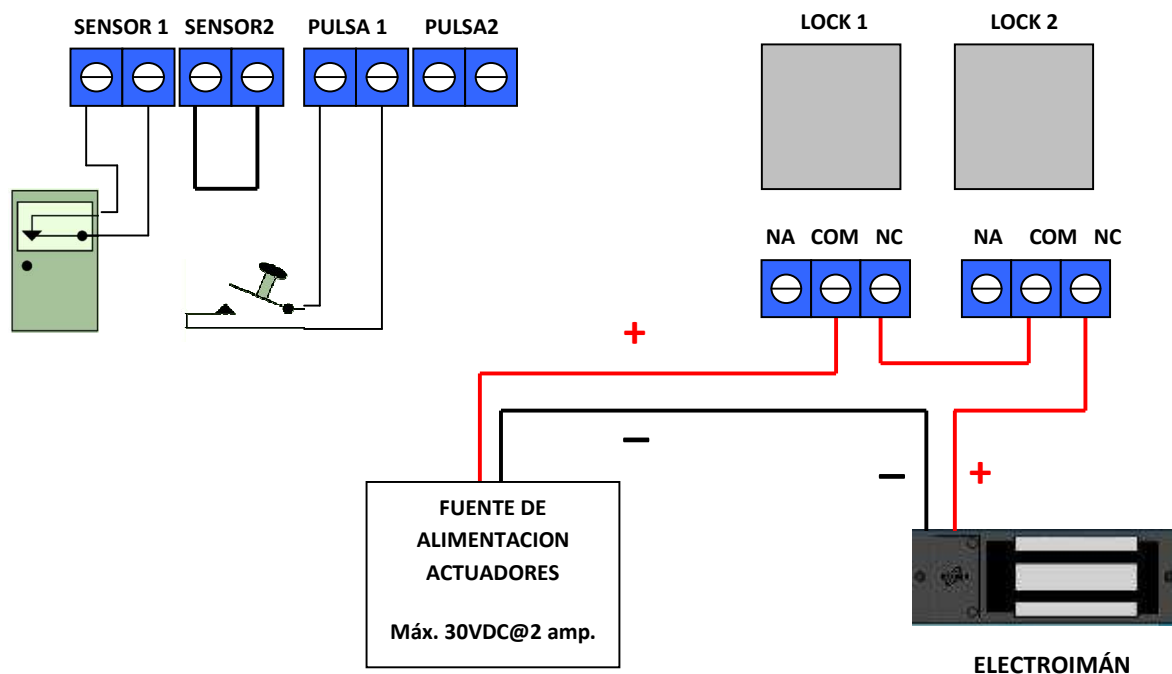 SENSOR 1 SENSOR2 PULSA 1 PULSA2
LOCK 1 LOCK 2
NA COM NC NA COM NC
+
−
− +
FUENTE DE
ALIMENTACION
ACTUADORES
Máx. 30VDC@2 amp.
ELECTROIMÁN